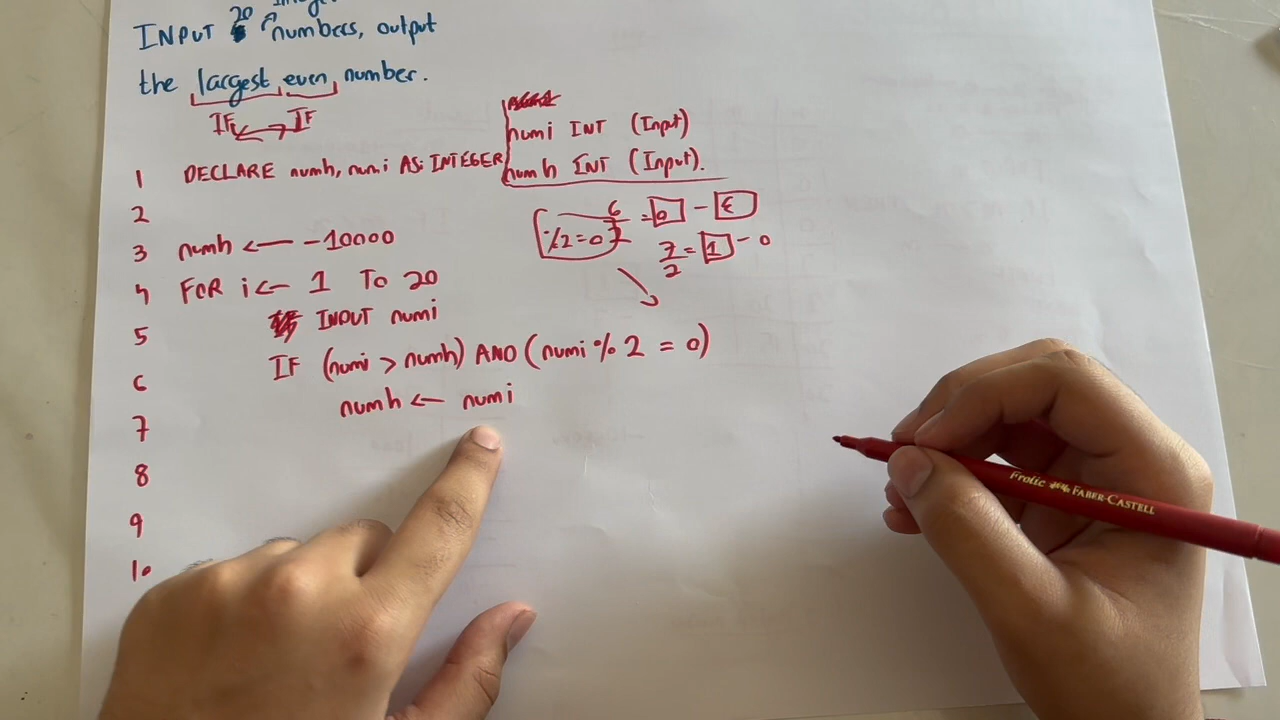 INPUT 20 numbers, output
the largest even number.
IF IF
numi INT (Input)
numh INT (Input).
1 DECLARE numh, numi AS INTEGER
2
3 numh ← -10000
4 FOR i ← 1 TO 20
5 INPUT numi
6 IF (numi > numh) AND (numi % 2 = 0)
7 numh ← numi
8
9
10
%2=0
6 = 0 - E
7/2 = 1 - 0
Frolic FABER-CASTELL